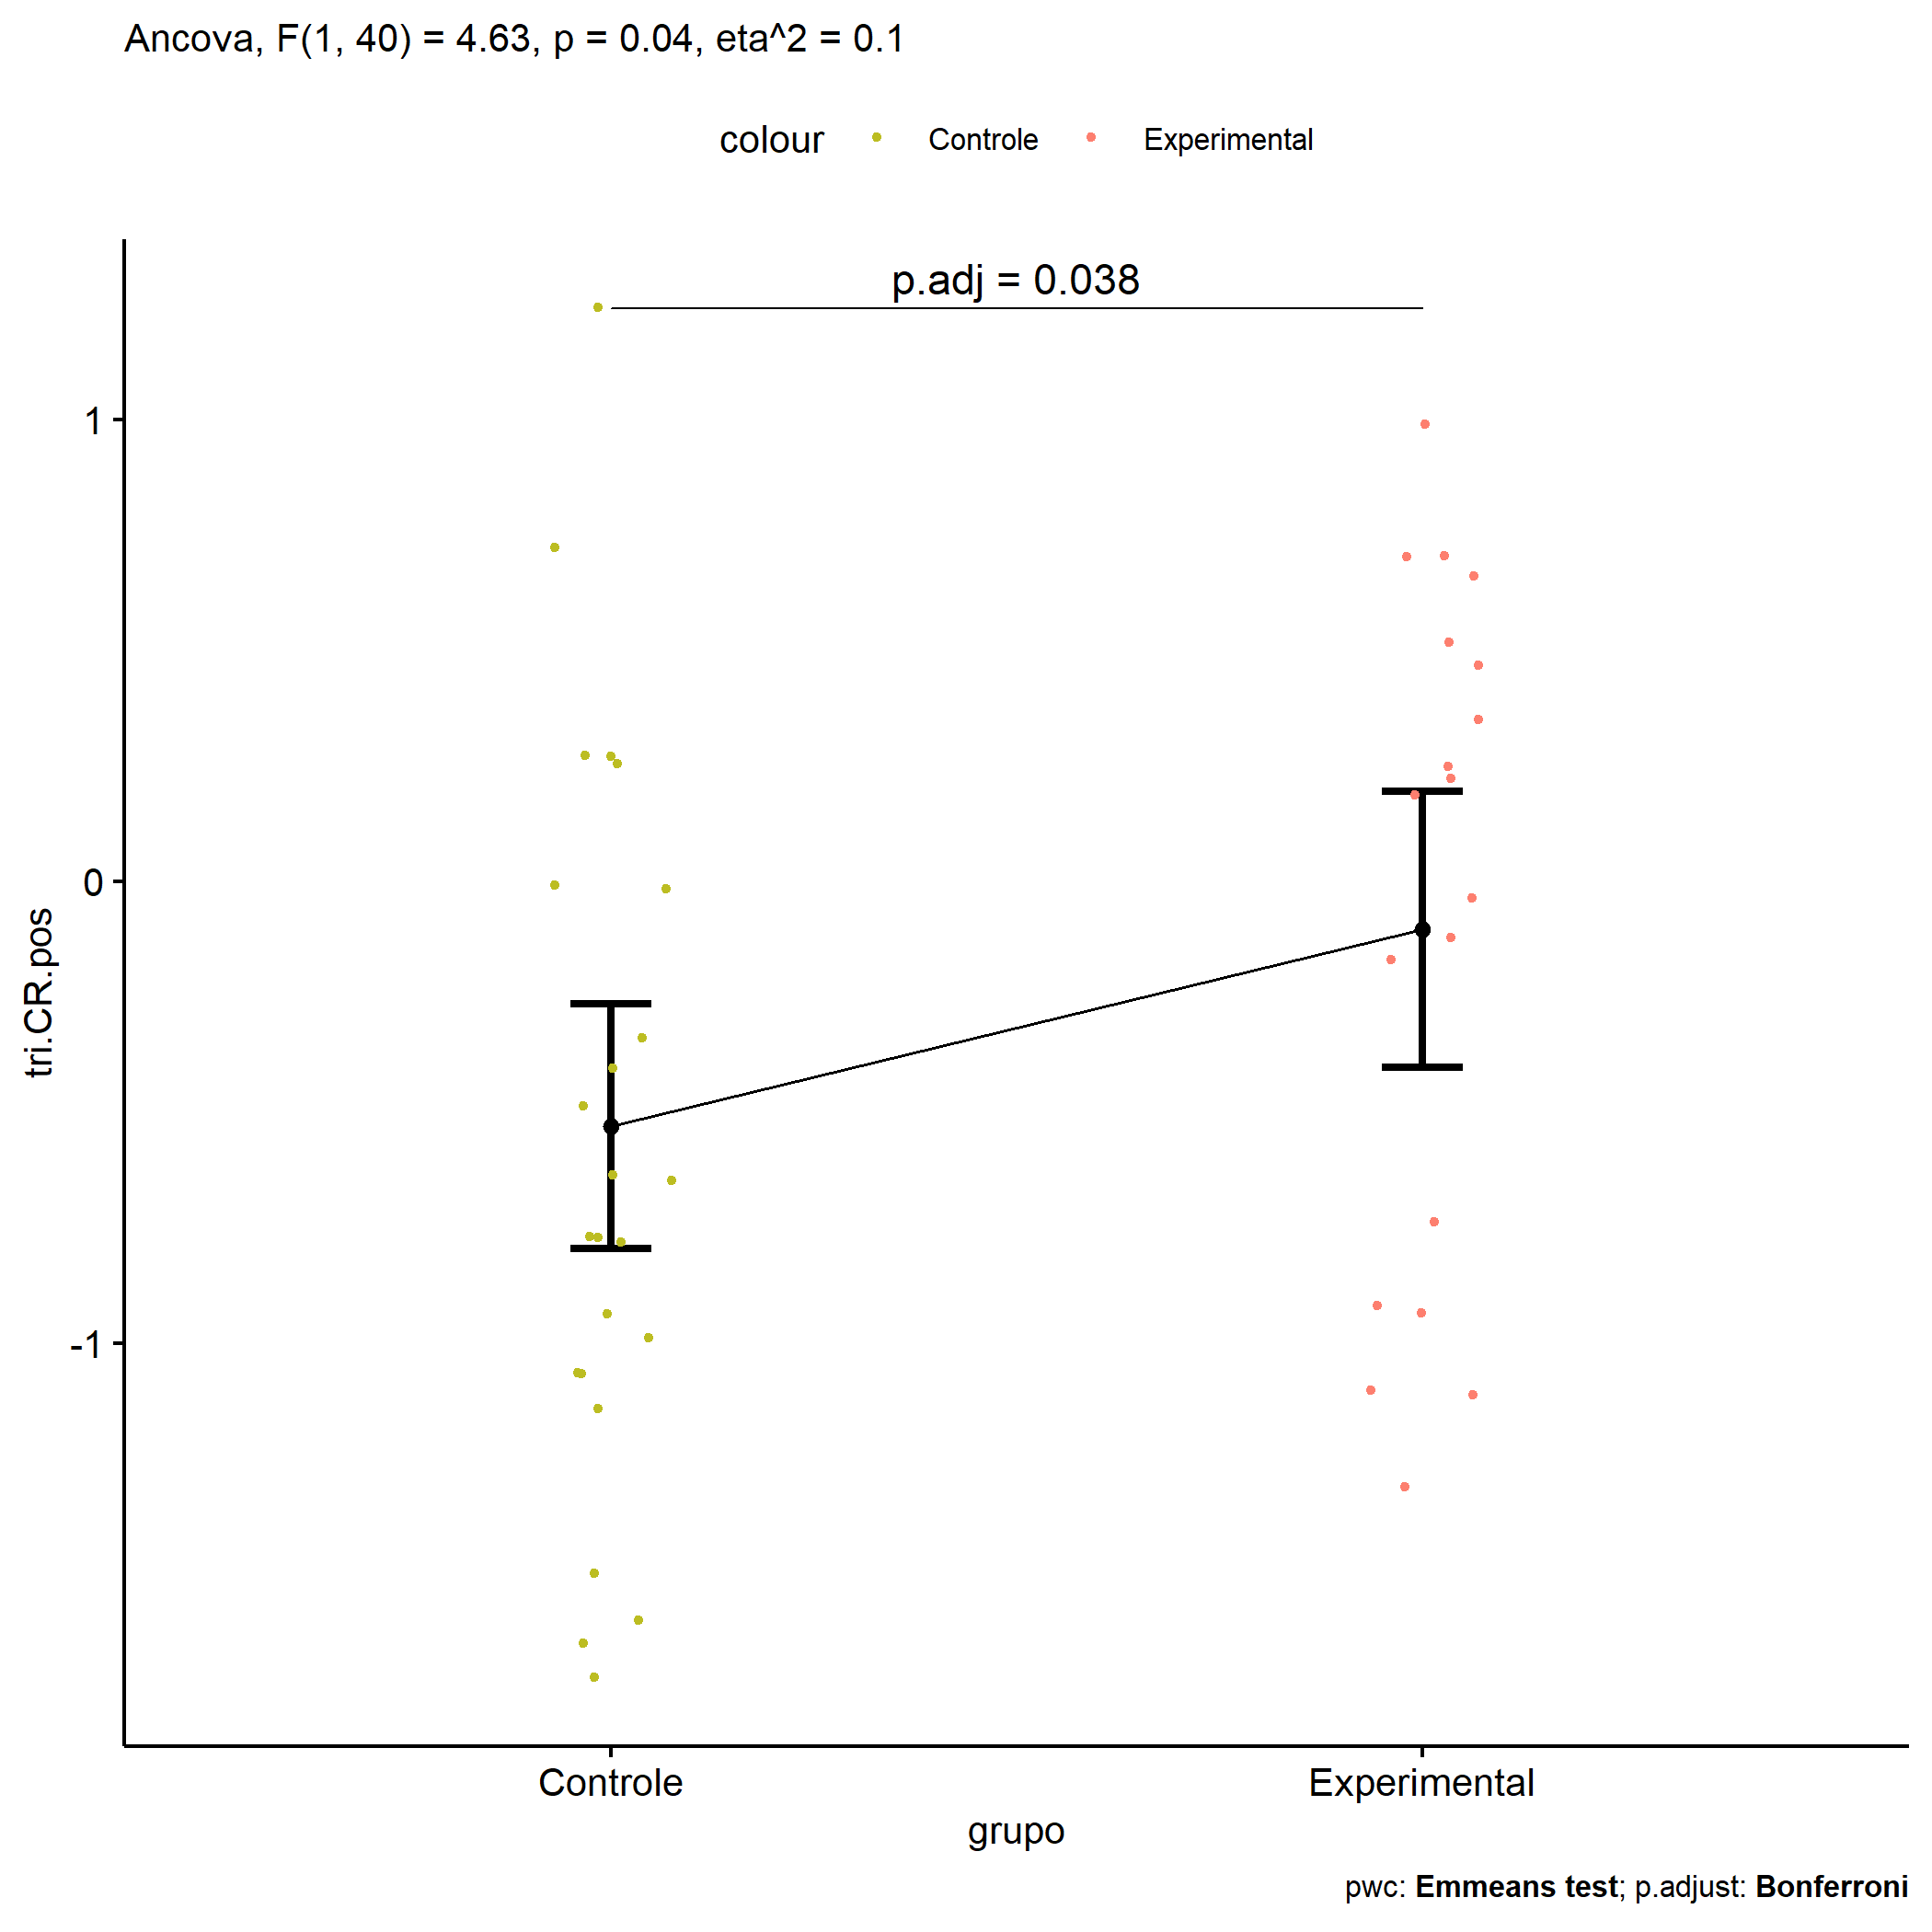 Ancova, F(1, 40) = 4.63, p = 0.04, eta^2 = 0.1
colour Controle Experimental
p.adj = 0.038
1
0
-1
tri.CR.pos
Controle Experimental
grupo
pwc: Emmeans test; p.adjust: Bonferroni